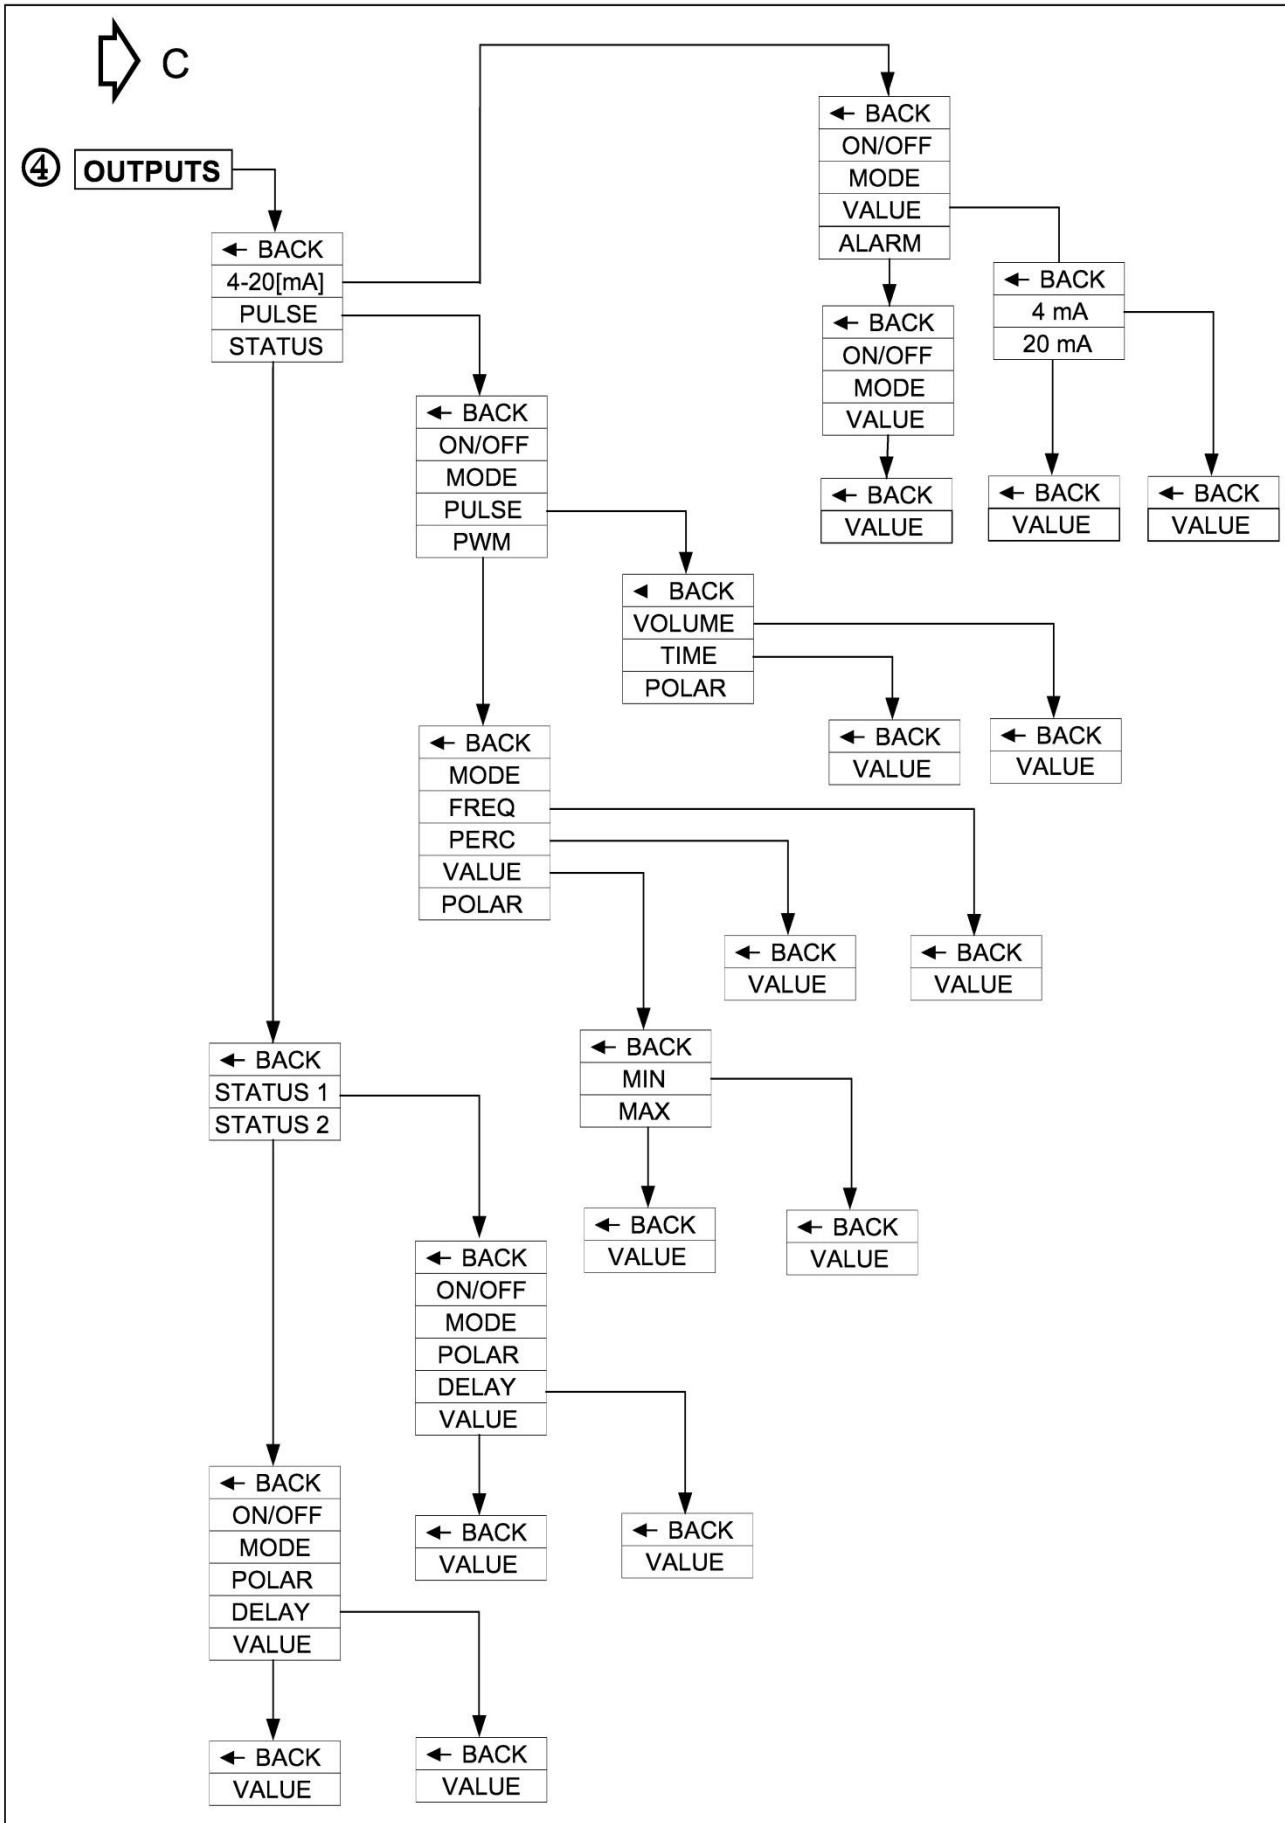 C
④ OUTPUTS
← BACK
4-20[mA]
PULSE
STATUS
← BACK
ON/OFF
MODE
VALUE
ALARM
← BACK
4 mA
20 mA
← BACK
ON/OFF
MODE
VALUE
← BACK
VALUE
← BACK
VALUE
← BACK
VALUE
← BACK
ON/OFF
MODE
PULSE
PWM
◄ BACK
VOLUME
TIME
POLAR
← BACK
VALUE
← BACK
VALUE
← BACK
MODE
FREQ
PERC
VALUE
POLAR
← BACK
VALUE
← BACK
VALUE
← BACK
MIN
MAX
← BACK
VALUE
← BACK
VALUE
← BACK
STATUS 1
STATUS 2
← BACK
ON/OFF
MODE
POLAR
DELAY
VALUE
← BACK
VALUE
← BACK
VALUE
← BACK
ON/OFF
MODE
POLAR
DELAY
VALUE
← BACK
VALUE
← BACK
VALUE